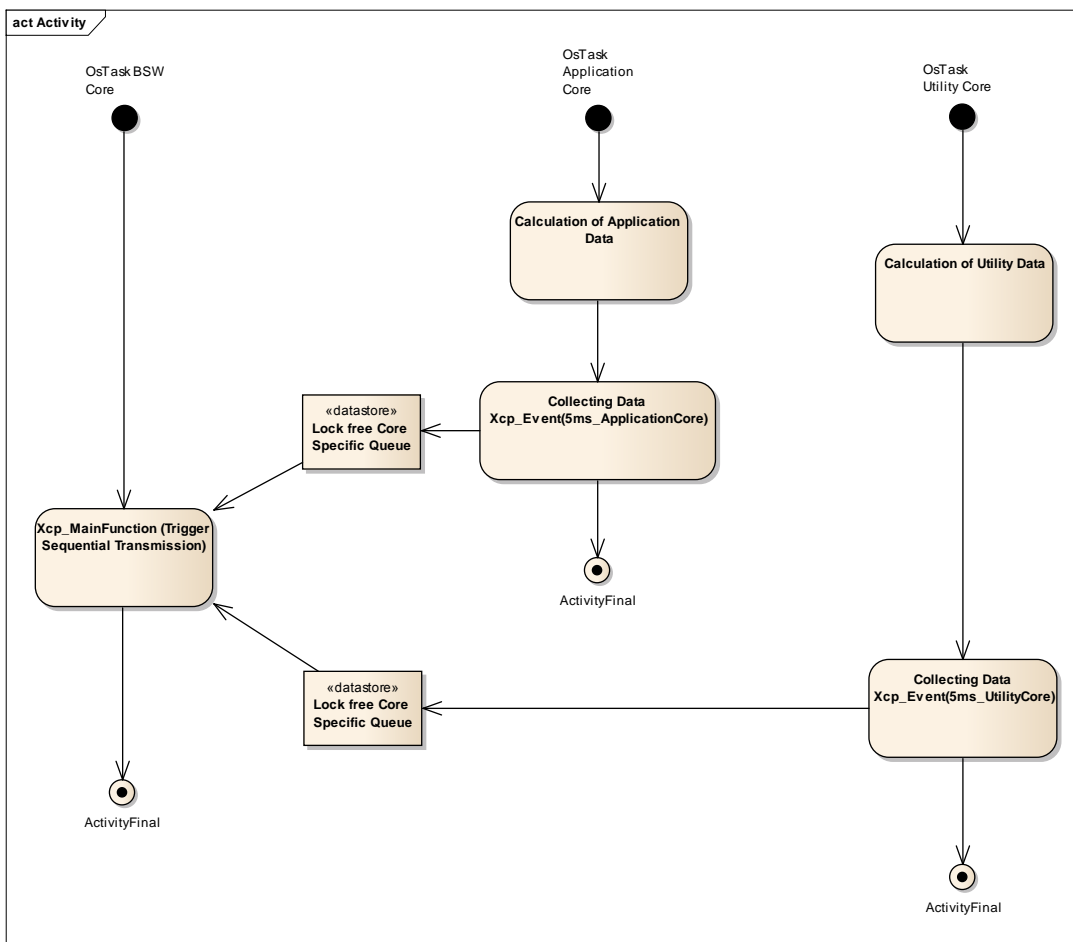 act Activity
OsTask BSW
Core
OsTask
Application
Core
OsTask
Utility Core
Calculation of Application
Data
Calculation of Utility Data
Collecting Data
Xcp_Event(5ms_ApplicationCore)
«datastore»
Lock free Core
Specific Queue
Xcp_MainFunction (Trigger
Sequential Transmission)
ActivityFinal
«datastore»
Lock free Core
Specific Queue
Collecting Data
Xcp_Event(5ms_UtilityCore)
ActivityFinal
ActivityFinal